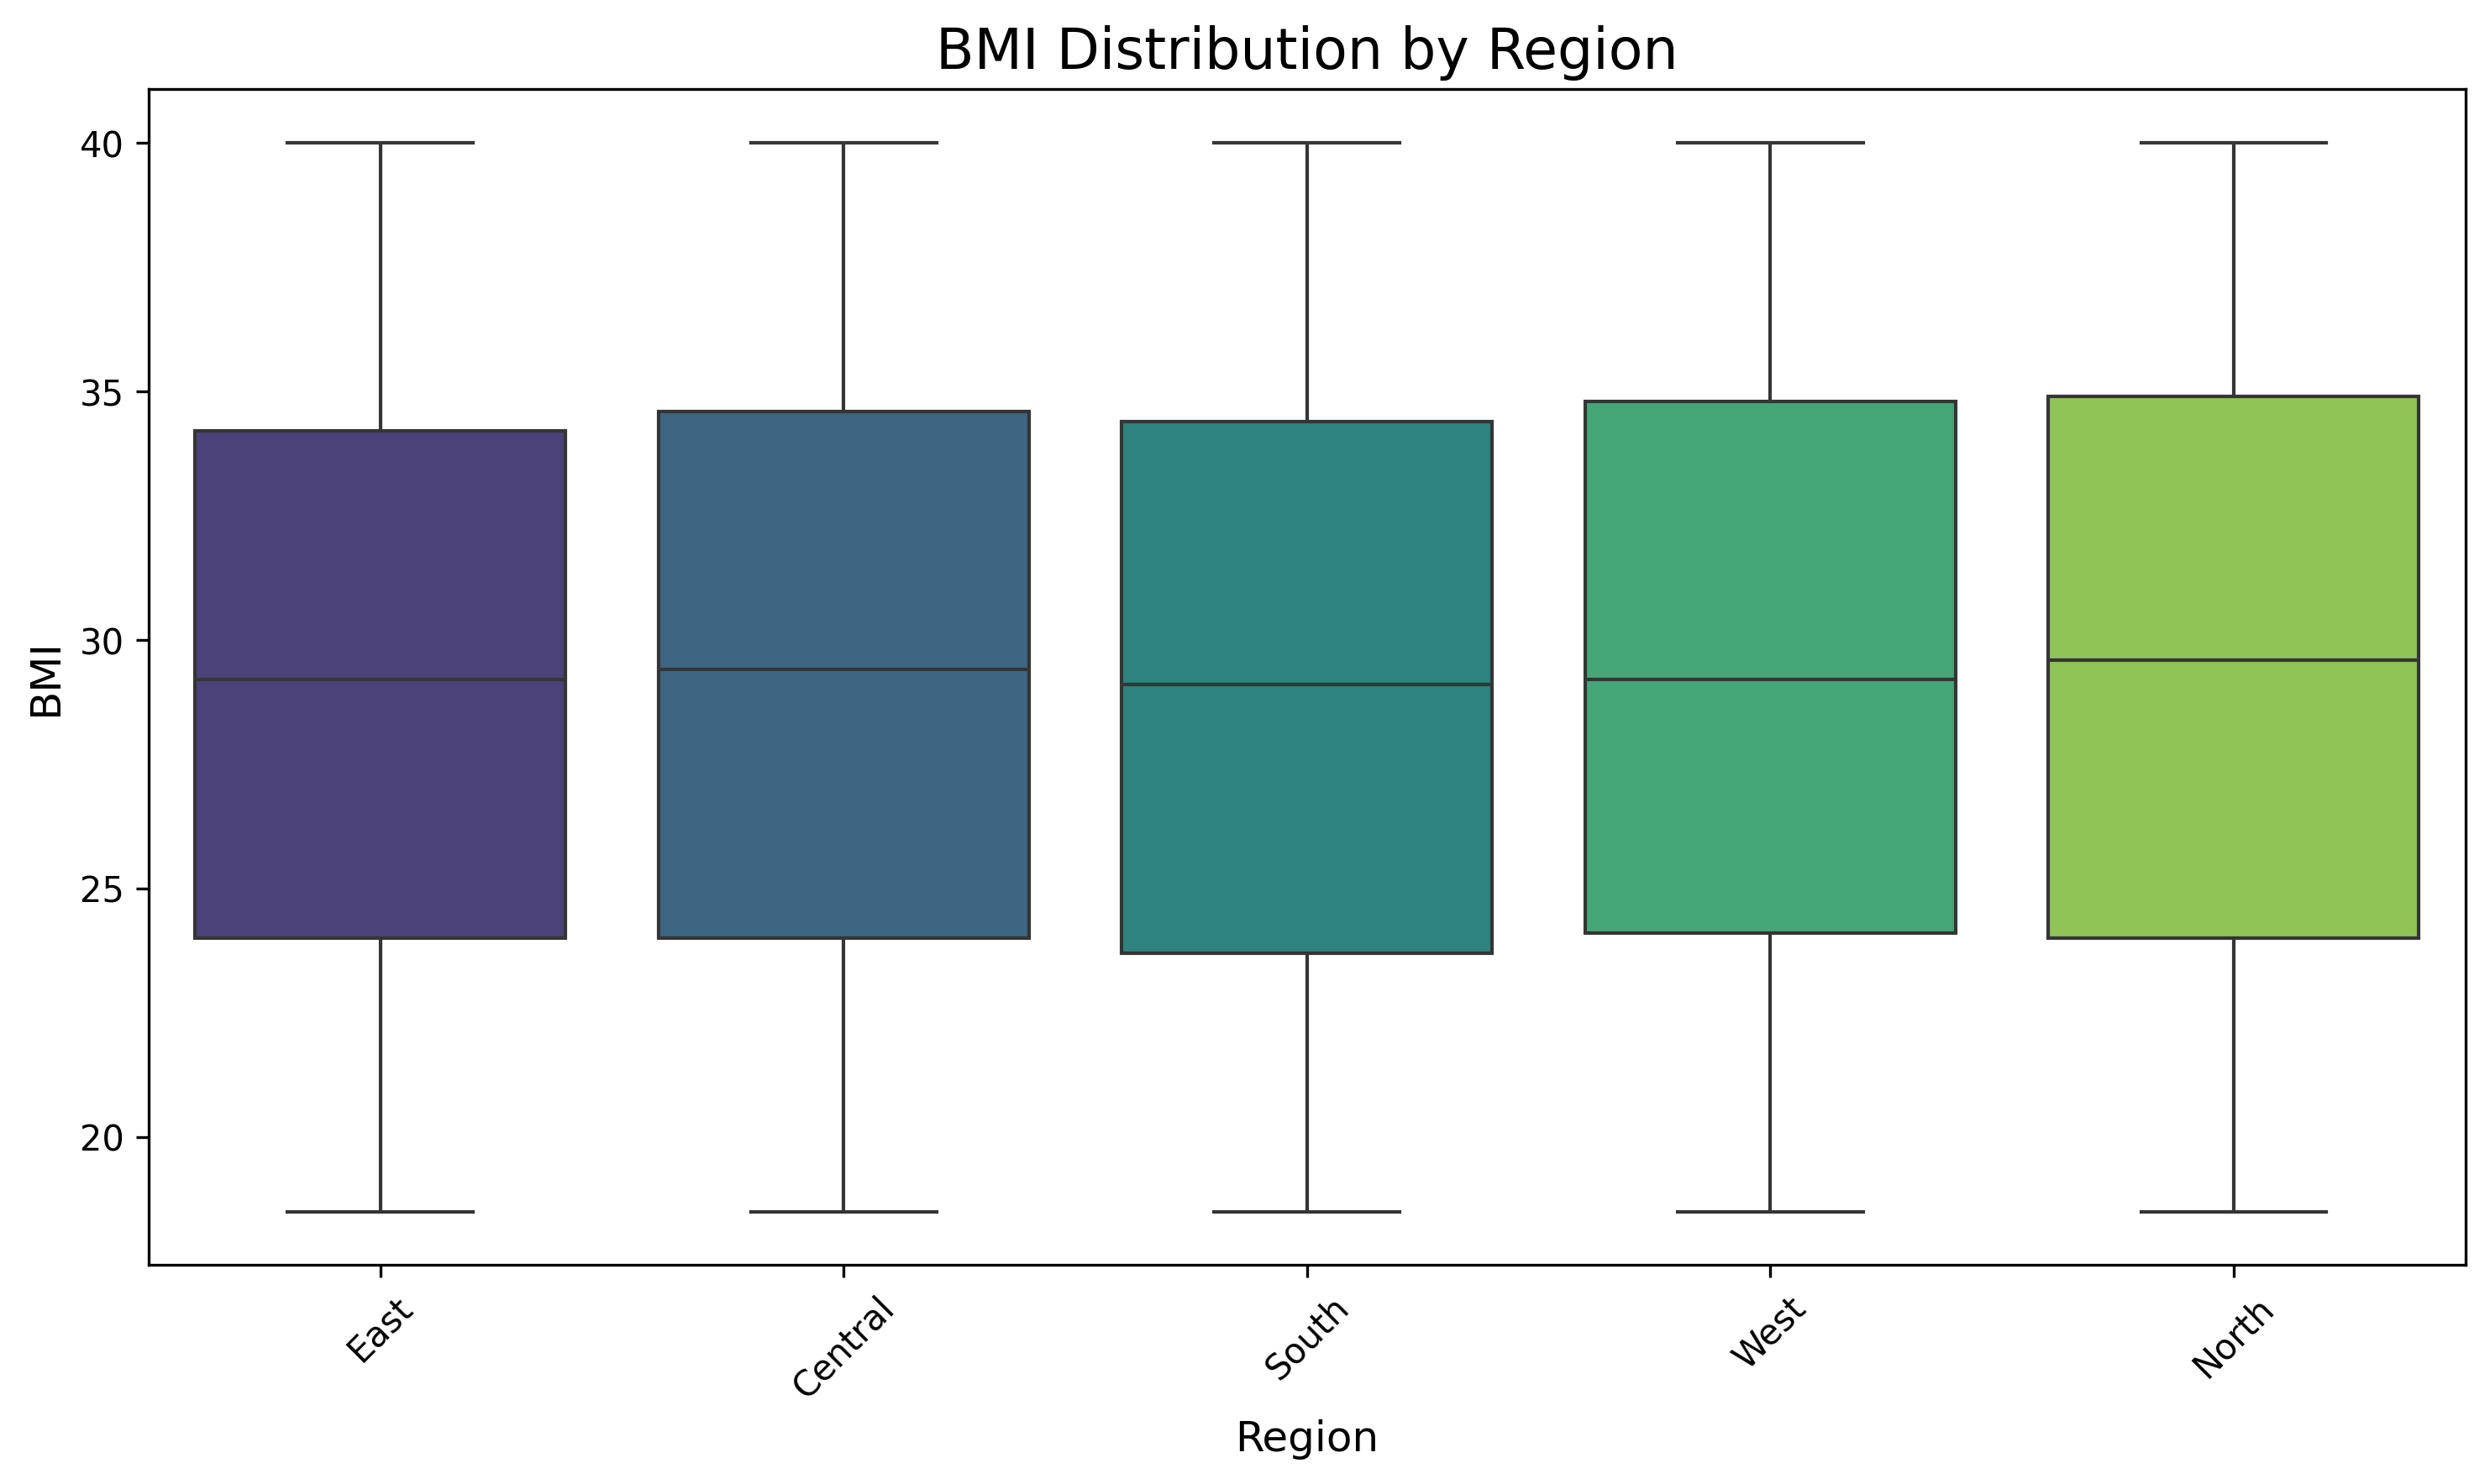 BMI Distribution by Region
BMI
40
35
30
25
20
East
Central
South
West
North
Region